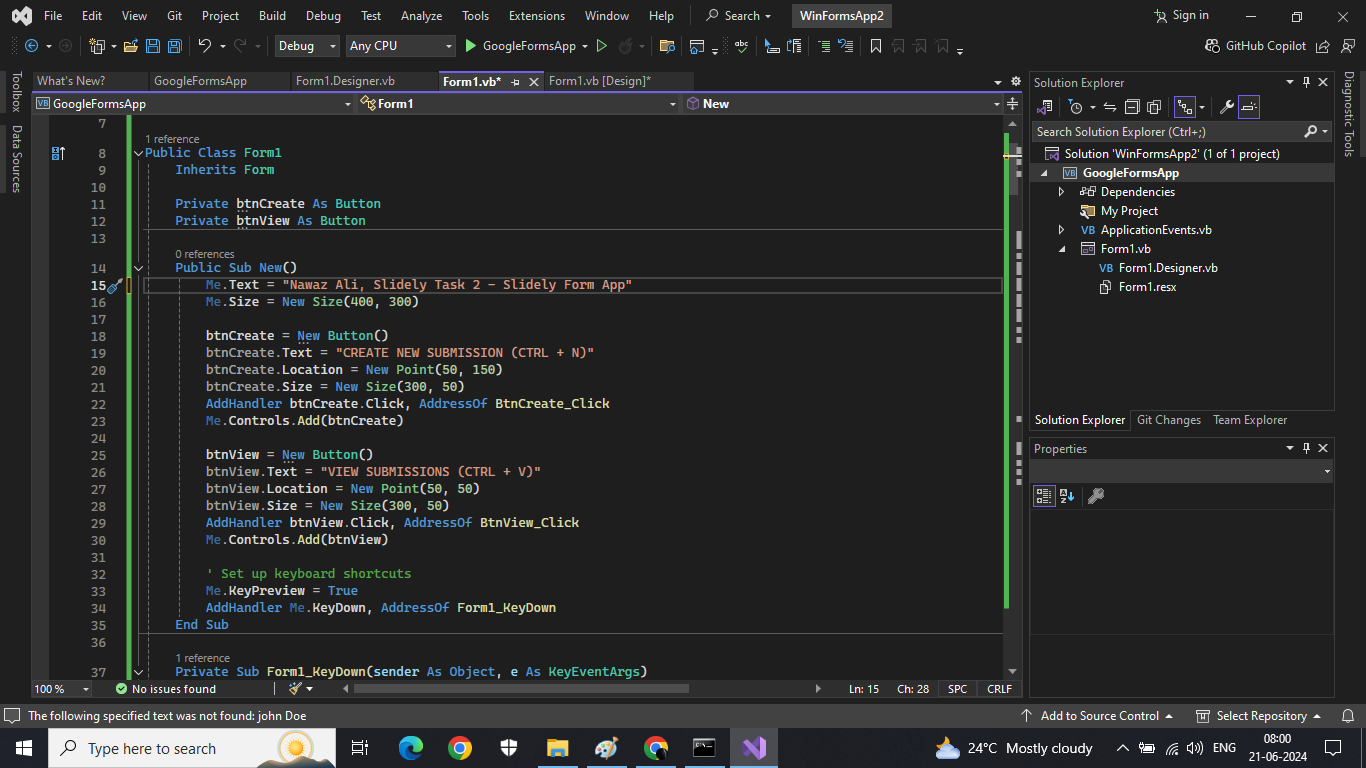 File Edit View Git Project Build Debug Test Analyze Tools Extensions Window Help Search WinFormsApp2 Sign in
Debug Any CPU GoogleFormsApp GitHub Copilot
What's New? GoogleFormsApp Form1.Designer.vb Form1.vb* Form1.vb [Design]*
Toolbox
Data Sources
GoogleFormsApp Form1 New
7
1 reference
8 Public Class Form1
9 Inherits Form
10
11 Private btnCreate As Button
12 Private btnView As Button
13
0 references
14 Public Sub New()
15 Me.Text = "Nawaz Ali, Slidely Task 2 - Slidely Form App"
16 Me.Size = New Size(400, 300)
17
18 btnCreate = New Button()
19 btnCreate.Text = "CREATE NEW SUBMISSION (CTRL + N)"
20 btnCreate.Location = New Point(50, 150)
21 btnCreate.Size = New Size(300, 50)
22 AddHandler btnCreate.Click, AddressOf BtnCreate_Click
23 Me.Controls.Add(btnCreate)
24
25 btnView = New Button()
26 btnView.Text = "VIEW SUBMISSIONS (CTRL + V)"
27 btnView.Location = New Point(50, 50)
28 btnView.Size = New Size(300, 50)
29 AddHandler btnView.Click, AddressOf BtnView_Click
30 Me.Controls.Add(btnView)
31
32 ' Set up keyboard shortcuts
33 Me.KeyPreview = True
34 AddHandler Me.KeyDown, AddressOf Form1_KeyDown
35 End Sub
36
1 reference
37 Private Sub Form1_KeyDown(sender As Object, e As KeyEventArgs)
100 % No issues found Ln: 15 Ch: 28 SPC CRLF
Solution Explorer
Search Solution Explorer (Ctrl+;)
Solution 'WinFormsApp2' (1 of 1 project)
VB GoogleFormsApp
Dependencies
My Project
VB ApplicationEvents.vb
Form1.vb
VB Form1.Designer.vb
Form1.resx
Solution Explorer Git Changes Team Explorer
Properties
Diagnostic Tools
The following specified text was not found: john Doe Add to Source Control Select Repository
Type here to search 24°C Mostly cloudy ENG 08:00
21-06-2024